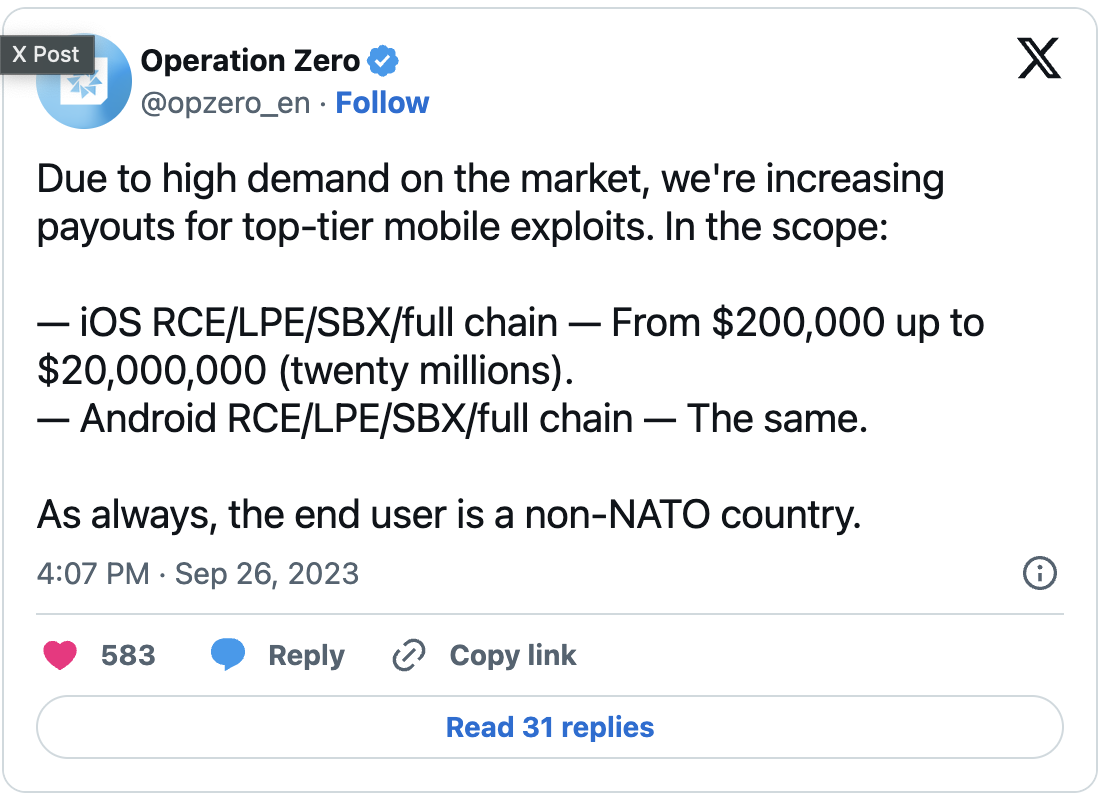 X Post
Operation Zero
@opzero_en · Follow
Due to high demand on the market, we're increasing
payouts for top-tier mobile exploits. In the scope:
— iOS RCE/LPE/SBX/full chain — From $200,000 up to
$20,000,000 (twenty millions).
— Android RCE/LPE/SBX/full chain — The same.
As always, the end user is a non-NATO country.
4:07 PM · Sep 26, 2023
583 Reply Copy link
Read 31 replies